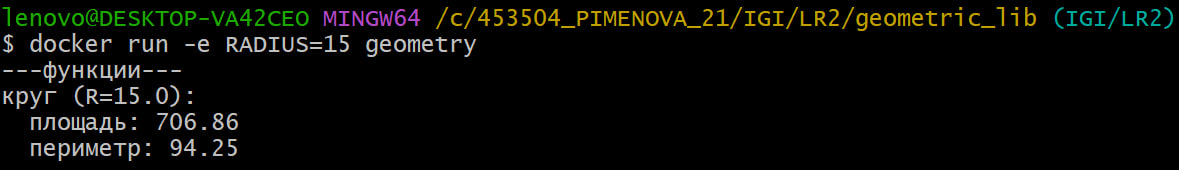 lenovo@DESKTOP-VA42CEO MINGW64 /c/453504_PIMENOVA_21/IGI/LR2/geometric_lib (IGI/LR2)
$ docker run -e RADIUS=15 geometry
---функции---
круг (R=15.0):
  площадь: 706.86
  периметр: 94.25